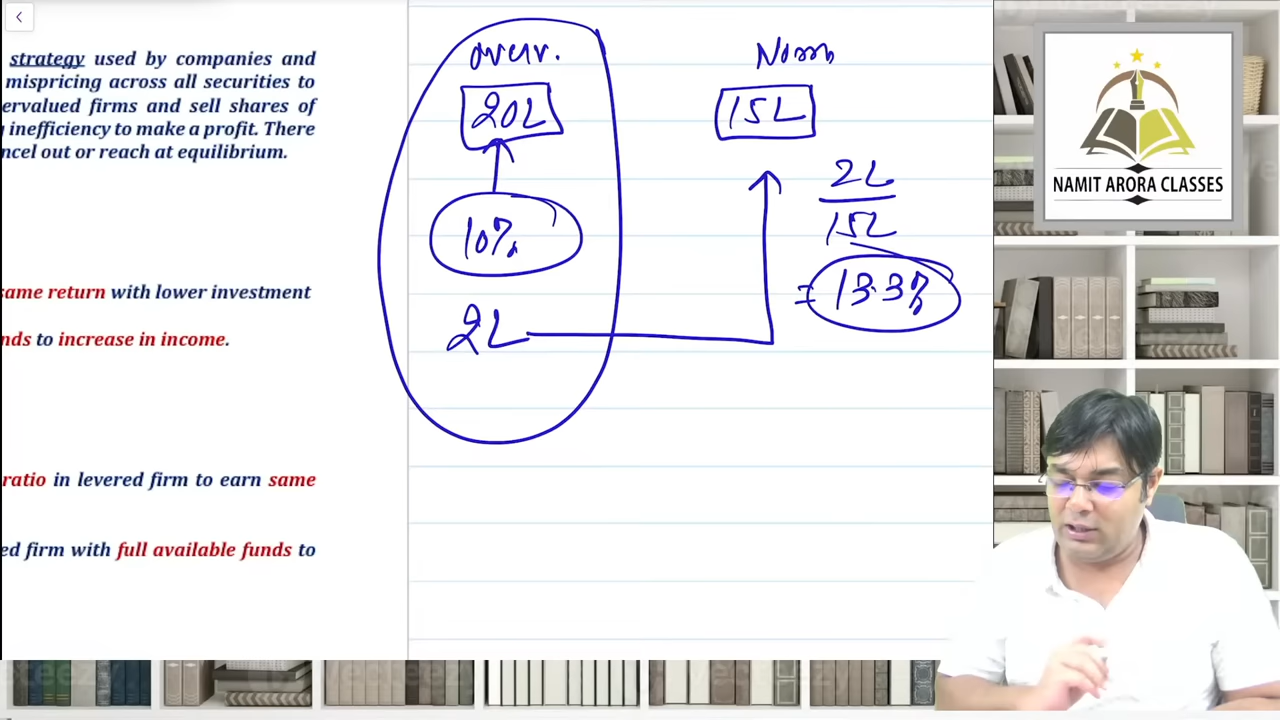 strategy used by companies and
mispricing across all securities to
ervalued firms and sell shares of
inefficiency to make a profit. There
ncel out or reach at equilibrium.
same return with lower investment
nds to increase in income.
ratio in levered firm to earn same
ed firm with full available funds to
20L
10%
2L
Norm
15L
2L
15L
= 13.3%
NAMIT ARORA CLASSES